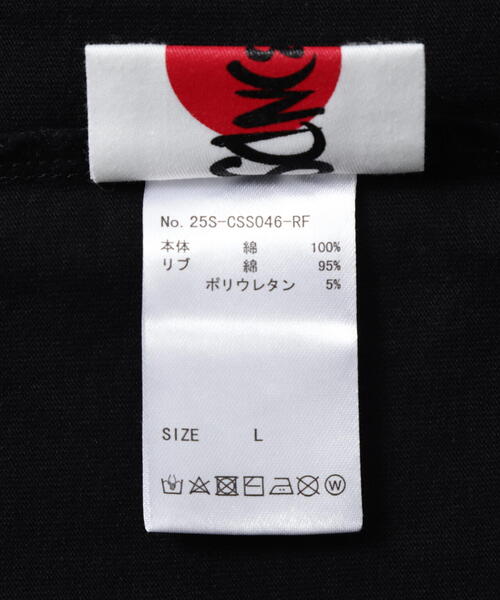 No. 25S-CSS046-RF
本体 綿 100%
リブ 綿 95%
ポリウレタン 5%
SIZE L
W